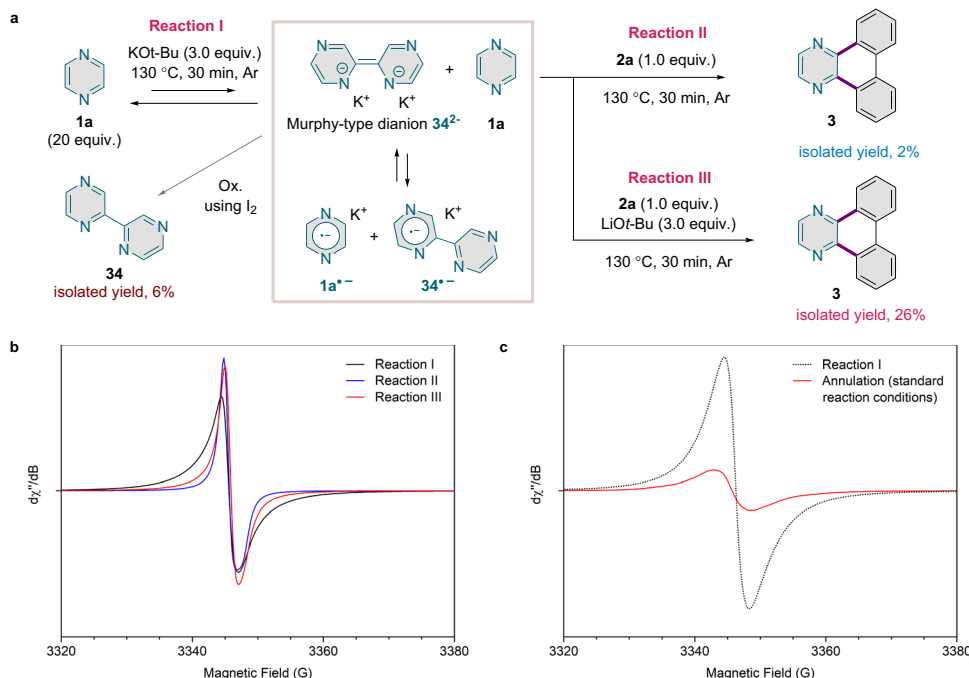 a
Reaction I
KOt-Bu (3.0 equiv.)
130 °C, 30 min, Ar
N
N
1a
(20 equiv.)
N
N
N
N
K⁺
K⁺
+
N
N
Murphy-type dianion 34²⁻
1a
Ox.
using I₂
N
N
N
N
34
isolated yield, 6%
N
N
K⁺
•−
+
1a•−
N
N
•−
K⁺
N
N
34•−
Reaction II
2a (1.0 equiv.)
130 °C, 30 min, Ar
N
N
3
isolated yield, 2%
Reaction III
2a (1.0 equiv.)
LiOt-Bu (3.0 equiv.)
130 °C, 30 min, Ar
N
N
3
isolated yield, 26%
b
Reaction I
Reaction II
Reaction III
dχ"/dB
3320
3340
3360
3380
Magnetic Field (G)
c
Reaction I
Annulation (standard
reaction conditions)
dχ"/dB
3320
3340
3360
3380
Magnetic Field (G)